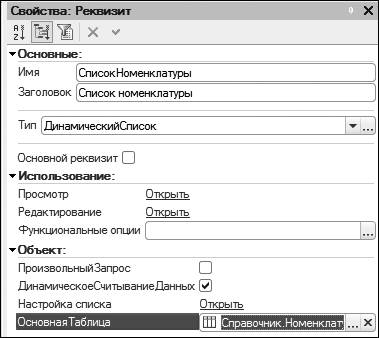 Свойства: Реквизит
Основные:
Имя СписокНоменклатуры
Заголовок Список номенклатуры
Тип ДинамическийСписок ...
Основной реквизит
Использование:
Просмотр Открыть
Редактирование Открыть
Функциональные опции ...
Объект:
ПроизвольныйЗапрос
ДинамическоеСчитываниеДанных
Настройка списка Открыть
ОсновнаяТаблица Справочник.Номенклат ...